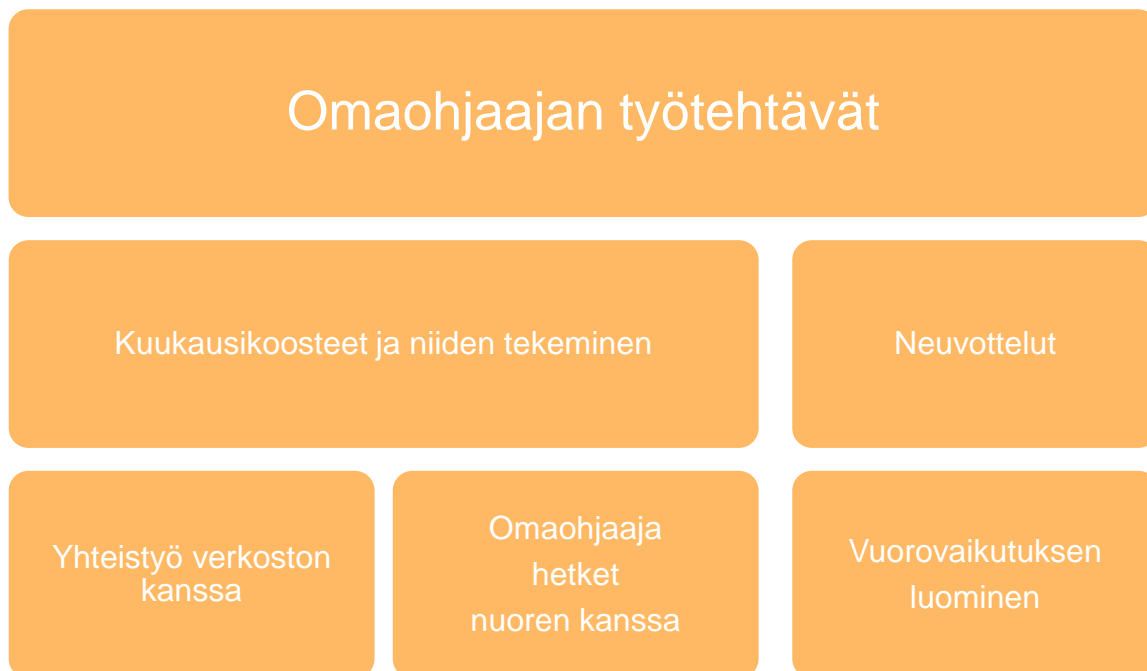 Omaohjaajan työtehtävät
Kuukausikoosteet ja niiden tekeminen
Neuvottelut
Yhteistyö verkoston
kanssa
Omaohjaaja
hetket
nuoren kanssa
Vuorovaikutuksen
luominen